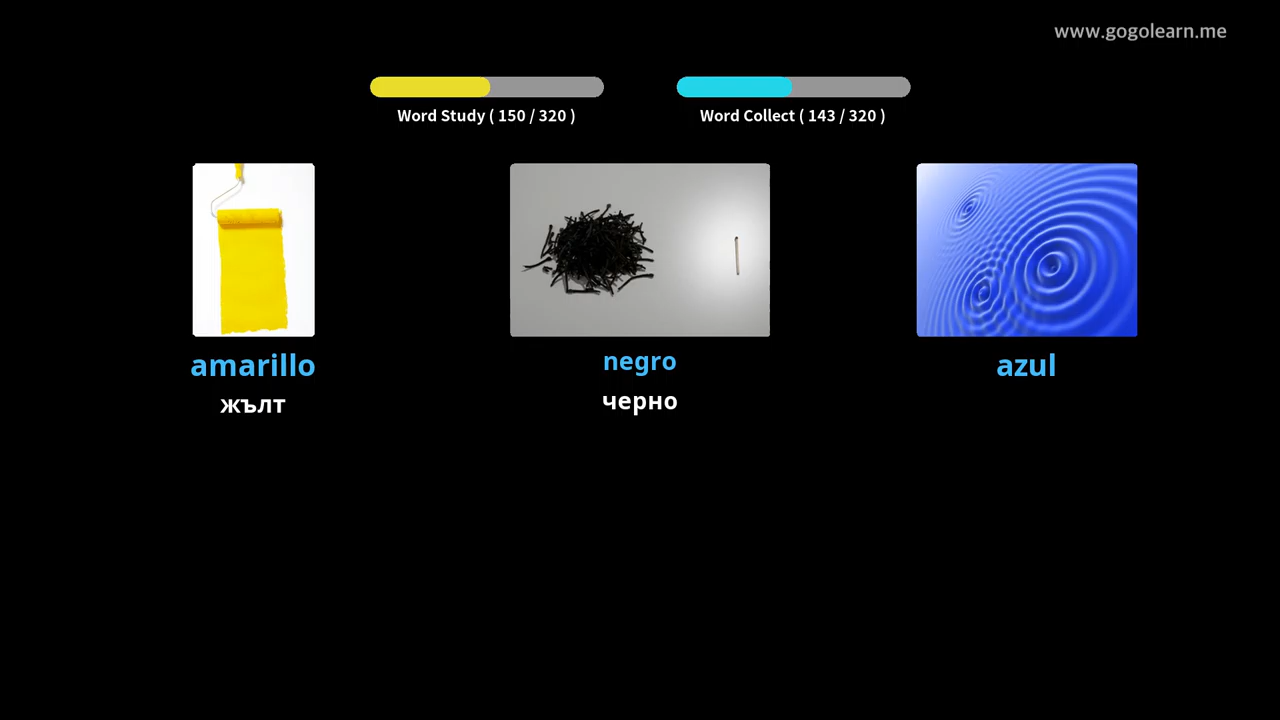 www.gogolearn.me
Word Study ( 150 / 320 )
Word Collect ( 143 / 320 )
amarillo
жълт
negro
черно
azul